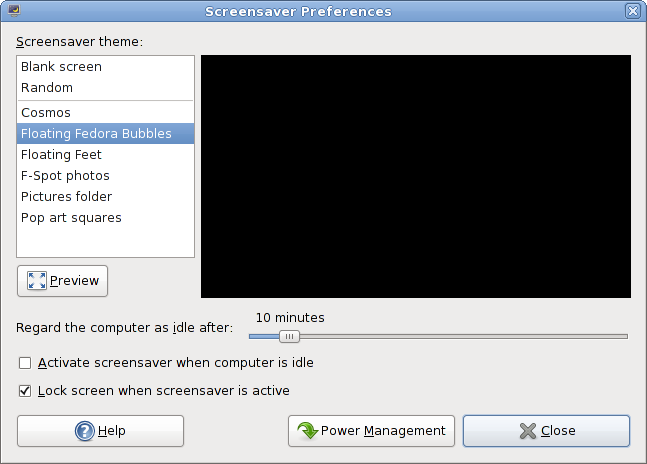 Screensaver Preferences
Screensaver theme:
Blank screen
Random
Cosmos
Floating Fedora Bubbles
Floating Feet
F-Spot photos
Pictures folder
Pop art squares
Preview
10 minutes
Regard the computer as idle after:
Activate screensaver when computer is idle
Lock screen when screensaver is active
Help
Power Management
Close